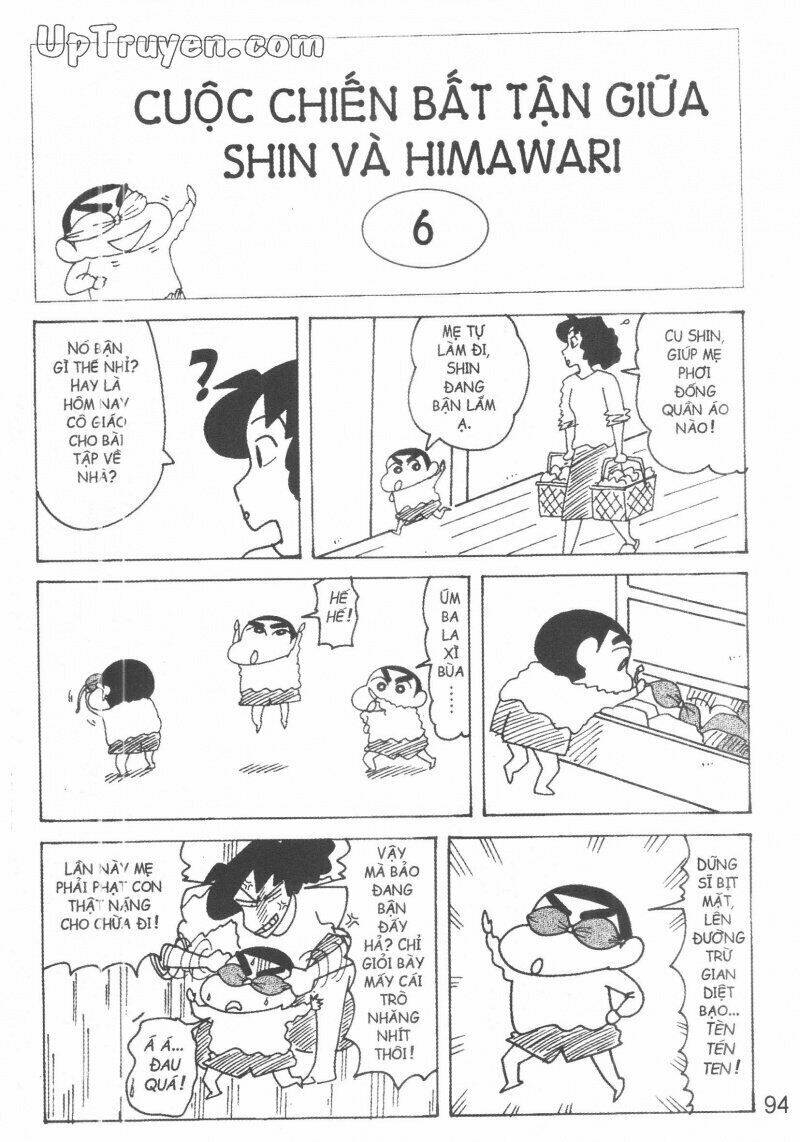 UpTruyen.com
CUỘC CHIẾN BẤT TẬN GIỮA
SHIN VÀ HIMAWARI
6
CU SHIN,
GIÚP MẸ
PHƠI
ĐỐNG
QUẦN ÁO
NÀO!
MẸ TỰ
LÀM ĐI,
SHIN
ĐANG
BẬN LẮM
Ạ.
NÓ BẬN
GÌ THẾ NHỈ?
HAY LÀ
HÔM NAY
CÔ GIÁO
CHO BÀI
TẬP VỀ
NHÀ?
?
ÚM
BA
LA
XÌ
BÙA
......
HẾ
HẾ!
DŨNG
SĨ BỊT
MẶT,
LÊN
ĐƯỜNG
TRỪ
GIAN
DIỆT
BẠO...
TÈN
TÉN
TEN!
VẬY
MÀ BẢO
ĐANG
BẬN
ĐẤY
HẢ? CHỈ
GIỎI BÀY
MẤY CÁI
TRÒ
NHĂNG
NHÍT
THÔI!
LẦN NÀY MẸ
PHẢI PHẠT CON
THẬT NẶNG
CHO CHỪA ĐI!
Á Á...
ĐAU
QUÁ!
94